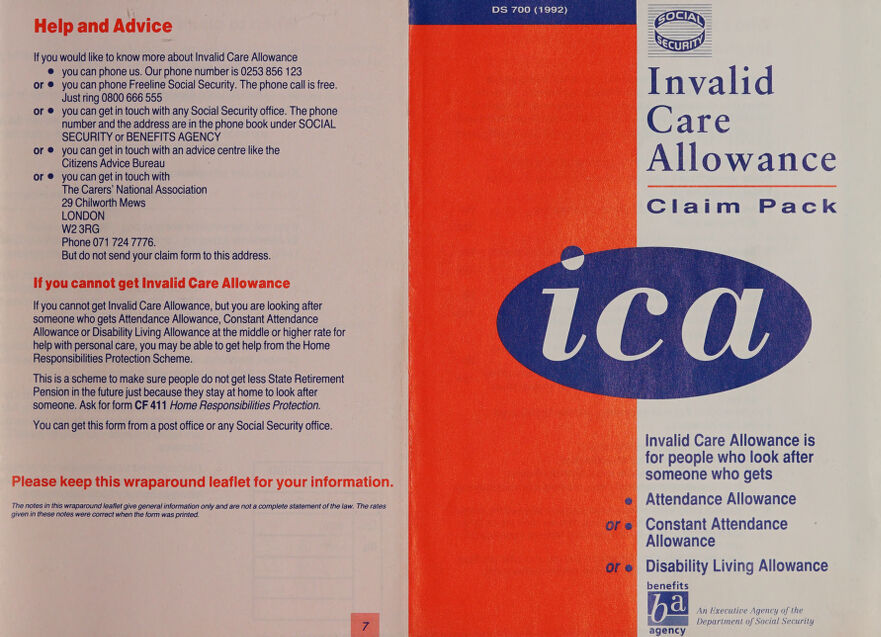 Help and Advice
If you would like to know more about Invalid Care Allowance
• you can phone us. Our phone number is 0253 856 123
or • you can phone Freeline Social Security. The phone call is free.
Just ring 0800 666 555
or • you can get in touch with any Social Security office. The phone
number and the address are in the phone book under SOCIAL
SECURITY or BENEFITS AGENCY
or • you can get in touch with an advice centre like the
Citizens Advice Bureau
or • you can get in touch with
The Carers' National Association
29 Chilworth Mews
LONDON
W2 3RG
Phone 071 724 7776.
But do not send your claim form to this address.
If you cannot get Invalid Care Allowance
If you cannot get Invalid Care Allowance, but you are looking after
someone who gets Attendance Allowance, Constant Attendance
Allowance or Disability Living Allowance at the middle or higher rate for
help with personal care, you may be able to get help from the Home
Responsibilities Protection Scheme.
This is a scheme to make sure people do not get less State Retirement
Pension in the future just because they stay at home to look after
someone. Ask for form CF 411 Home Responsibilities Protection.
You can get this form from a post office or any Social Security office.
Please keep this wraparound leaflet for your information.
The notes in this wraparound leaflet give general information only and are not a complete statement of the law. The rates
given in these notes were correct when the form was printed.
7
DS 700 (1992)
SOCIAL
SECURITY
Invalid
Care
Allowance
Claim Pack
ica
Invalid Care Allowance is
for people who look after
someone who gets
• Attendance Allowance
or • Constant Attendance
Allowance
or • Disability Living Allowance
benefits
ba
agency
An Executive Agency of the
Department of Social Security